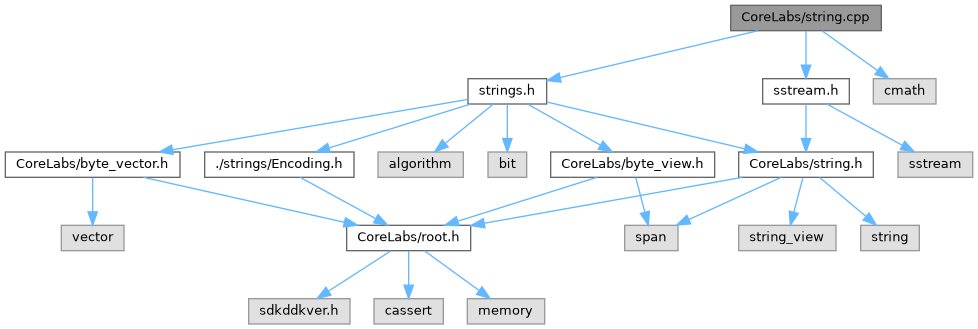 CoreLabs/string.cpp
strings.h
sstream.h
cmath
CoreLabs/byte_vector.h
./strings/Encoding.h
algorithm
bit
CoreLabs/byte_view.h
CoreLabs/string.h
sstream
vector
CoreLabs/root.h
span
string_view
string
sdkddkver.h
cassert
memory